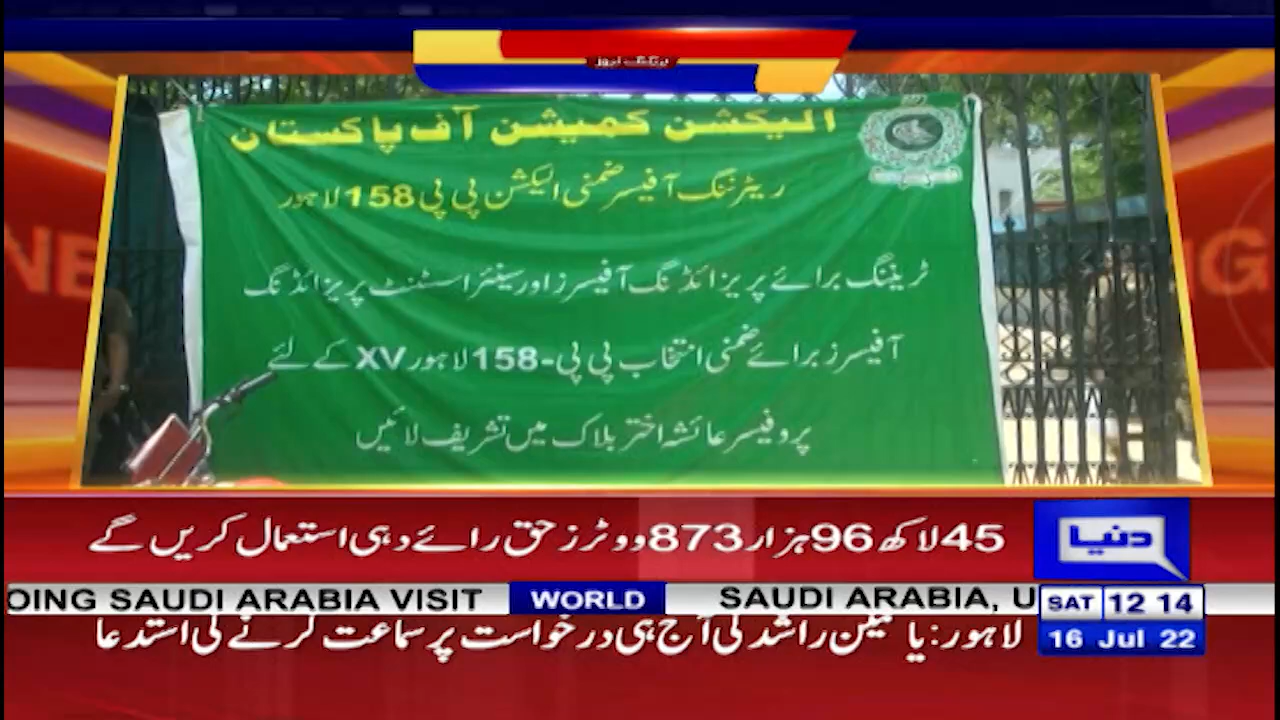 بریکنگ نیوز
الیکشن کمیشن آف پاکستان
ریٹرننگ آفیسر ضمنی الیکشن پی پی 158 لاہور
ٹریننگ برائے پریزائڈنگ آفیسرز اور سینئر اسسٹنٹ پریزائڈنگ
آفیسرز برائے ضمنی انتخاب پی پی-158 لاہور XV کے لئے
پروفیسر عائشہ اختر بلاک میں تشریف لائیں
45 لاکھ 96 ہزار 873 ووٹرز حق رائے دہی استعمال کریں گے
دنیا
OING SAUDI ARABIA VISIT WORLD SAUDI ARABIA, U
SAT 12 14
لاہور: یاسمین راشد کی آج ہی درخواست پر سماعت کرنے کی استدعا
16 Jul 22